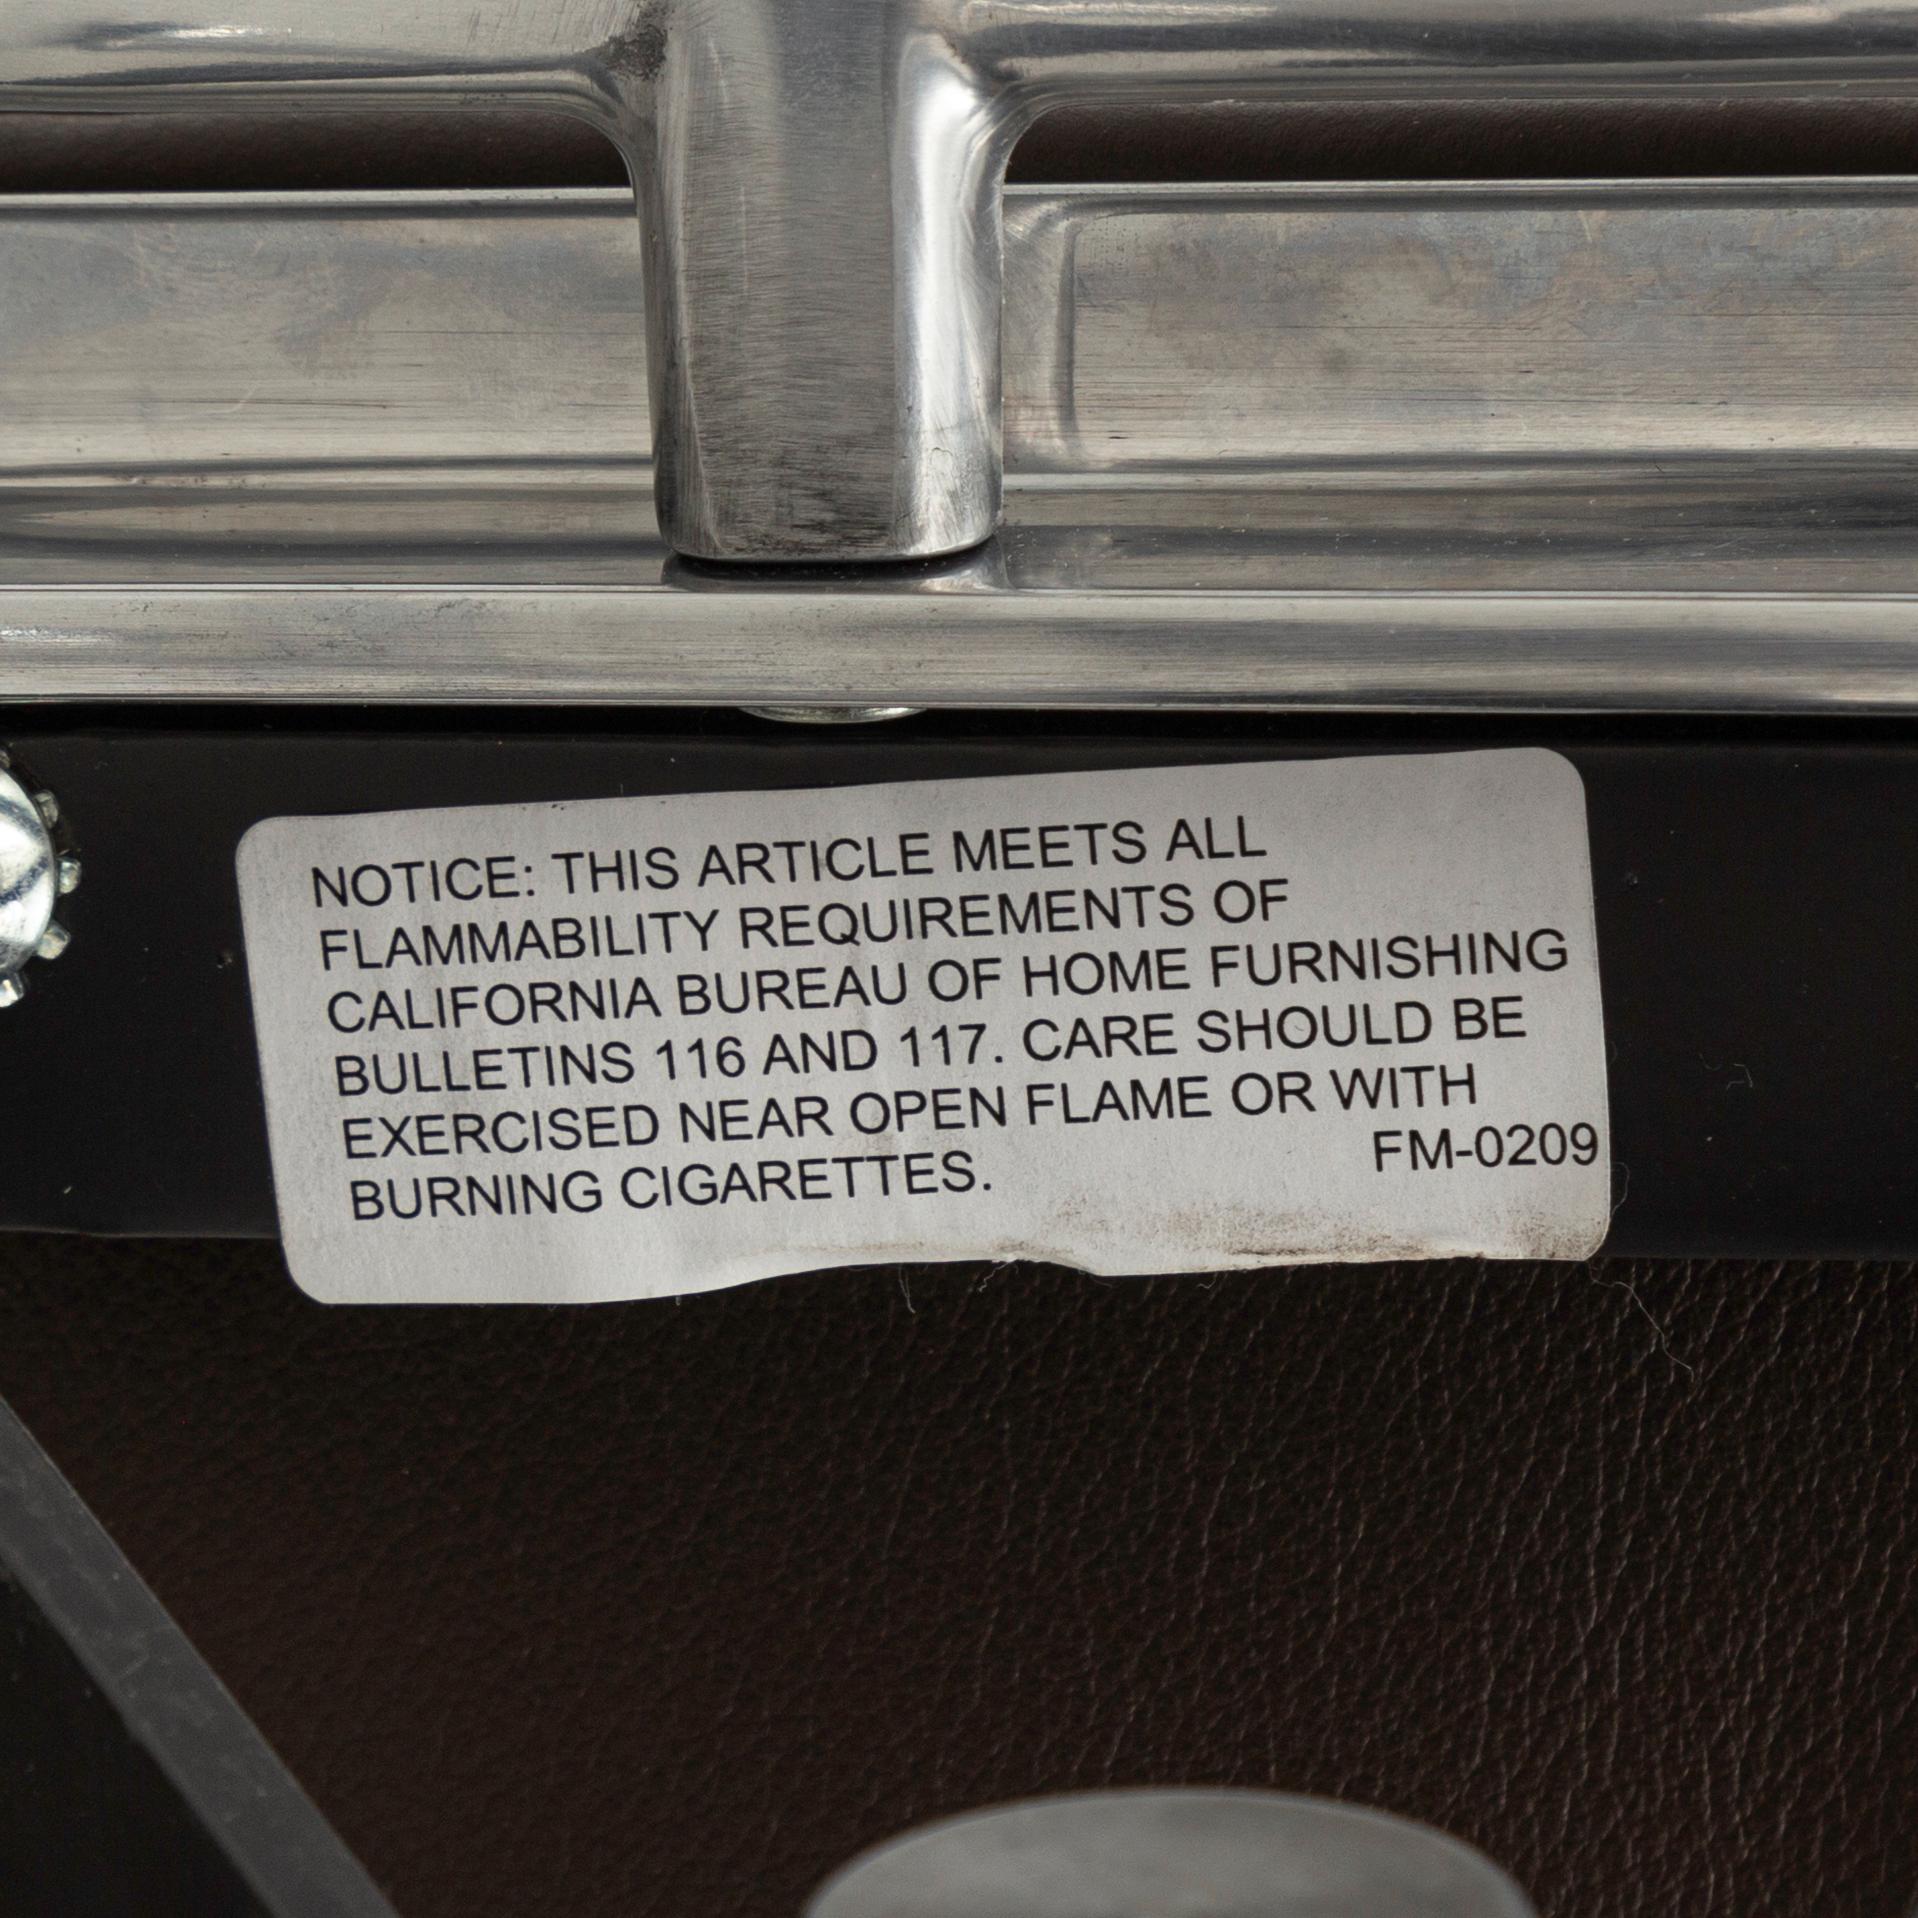 NOTICE: THIS ARTICLE MEETS ALL
FLAMMABILITY REQUIREMENTS OF
CALIFORNIA BUREAU OF HOME FURNISHING
BULLETINS 116 AND 117. CARE SHOULD BE
EXERCISED NEAR OPEN FLAME OR WITH
BURNING CIGARETTES.
FM-0209